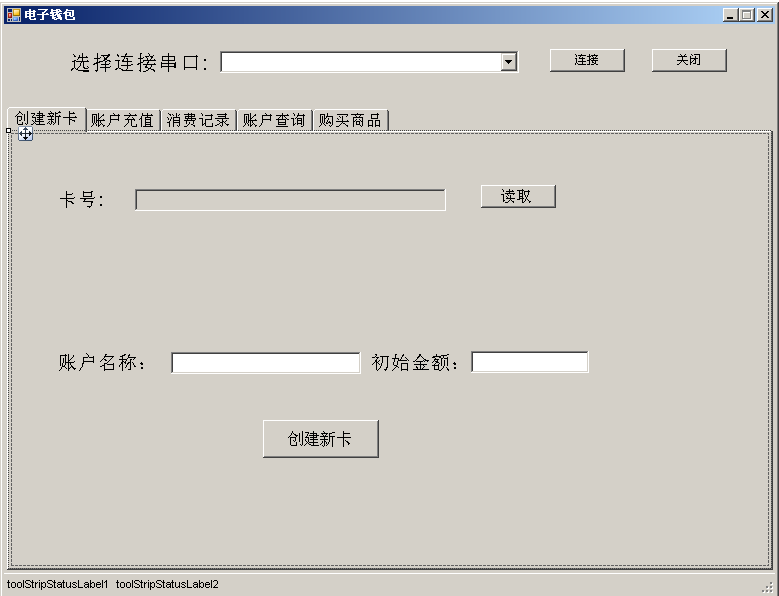 电子钱包
选择连接串口: 连接 关闭
创建新卡 账户充值 消费记录 账户查询 购买商品
卡号: 读取
账户名称： 初始金额：
创建新卡
toolStripStatusLabel1 toolStripStatusLabel2